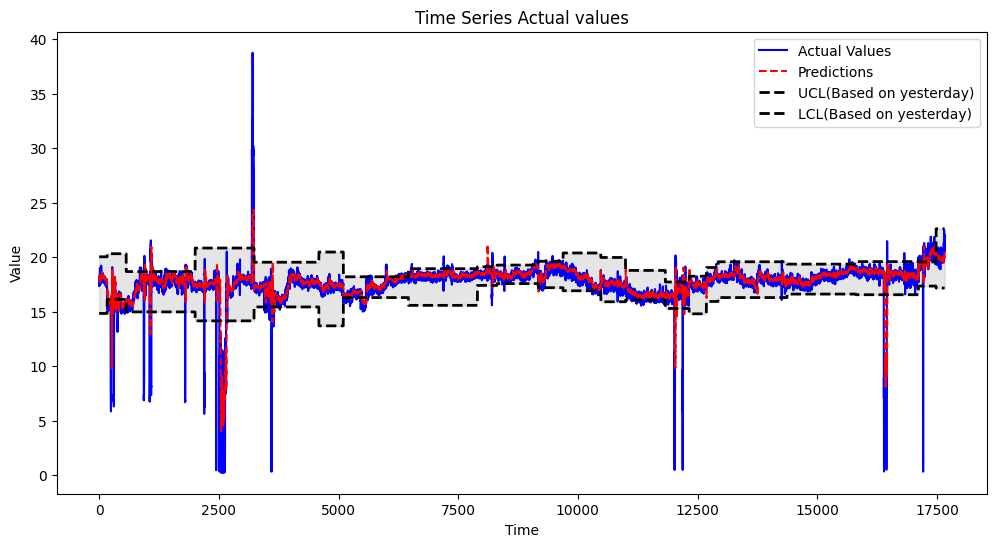 Time Series Actual values
Actual Values
Predictions
UCL(Based on yesterday)
LCL(Based on yesterday)
Value
40
35
30
25
20
15
10
5
0
0 2500 5000 7500 10000 12500 15000 17500
Time